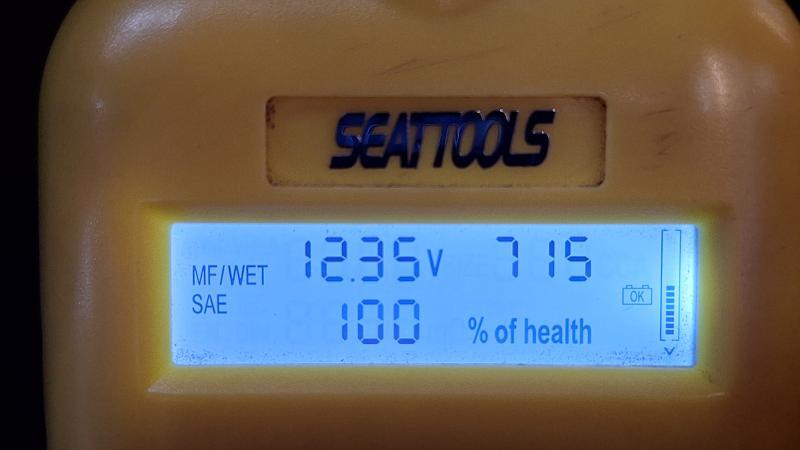 SEATTOOLS
MF/WET 12.35V 715
SAE 100 % of health
OK